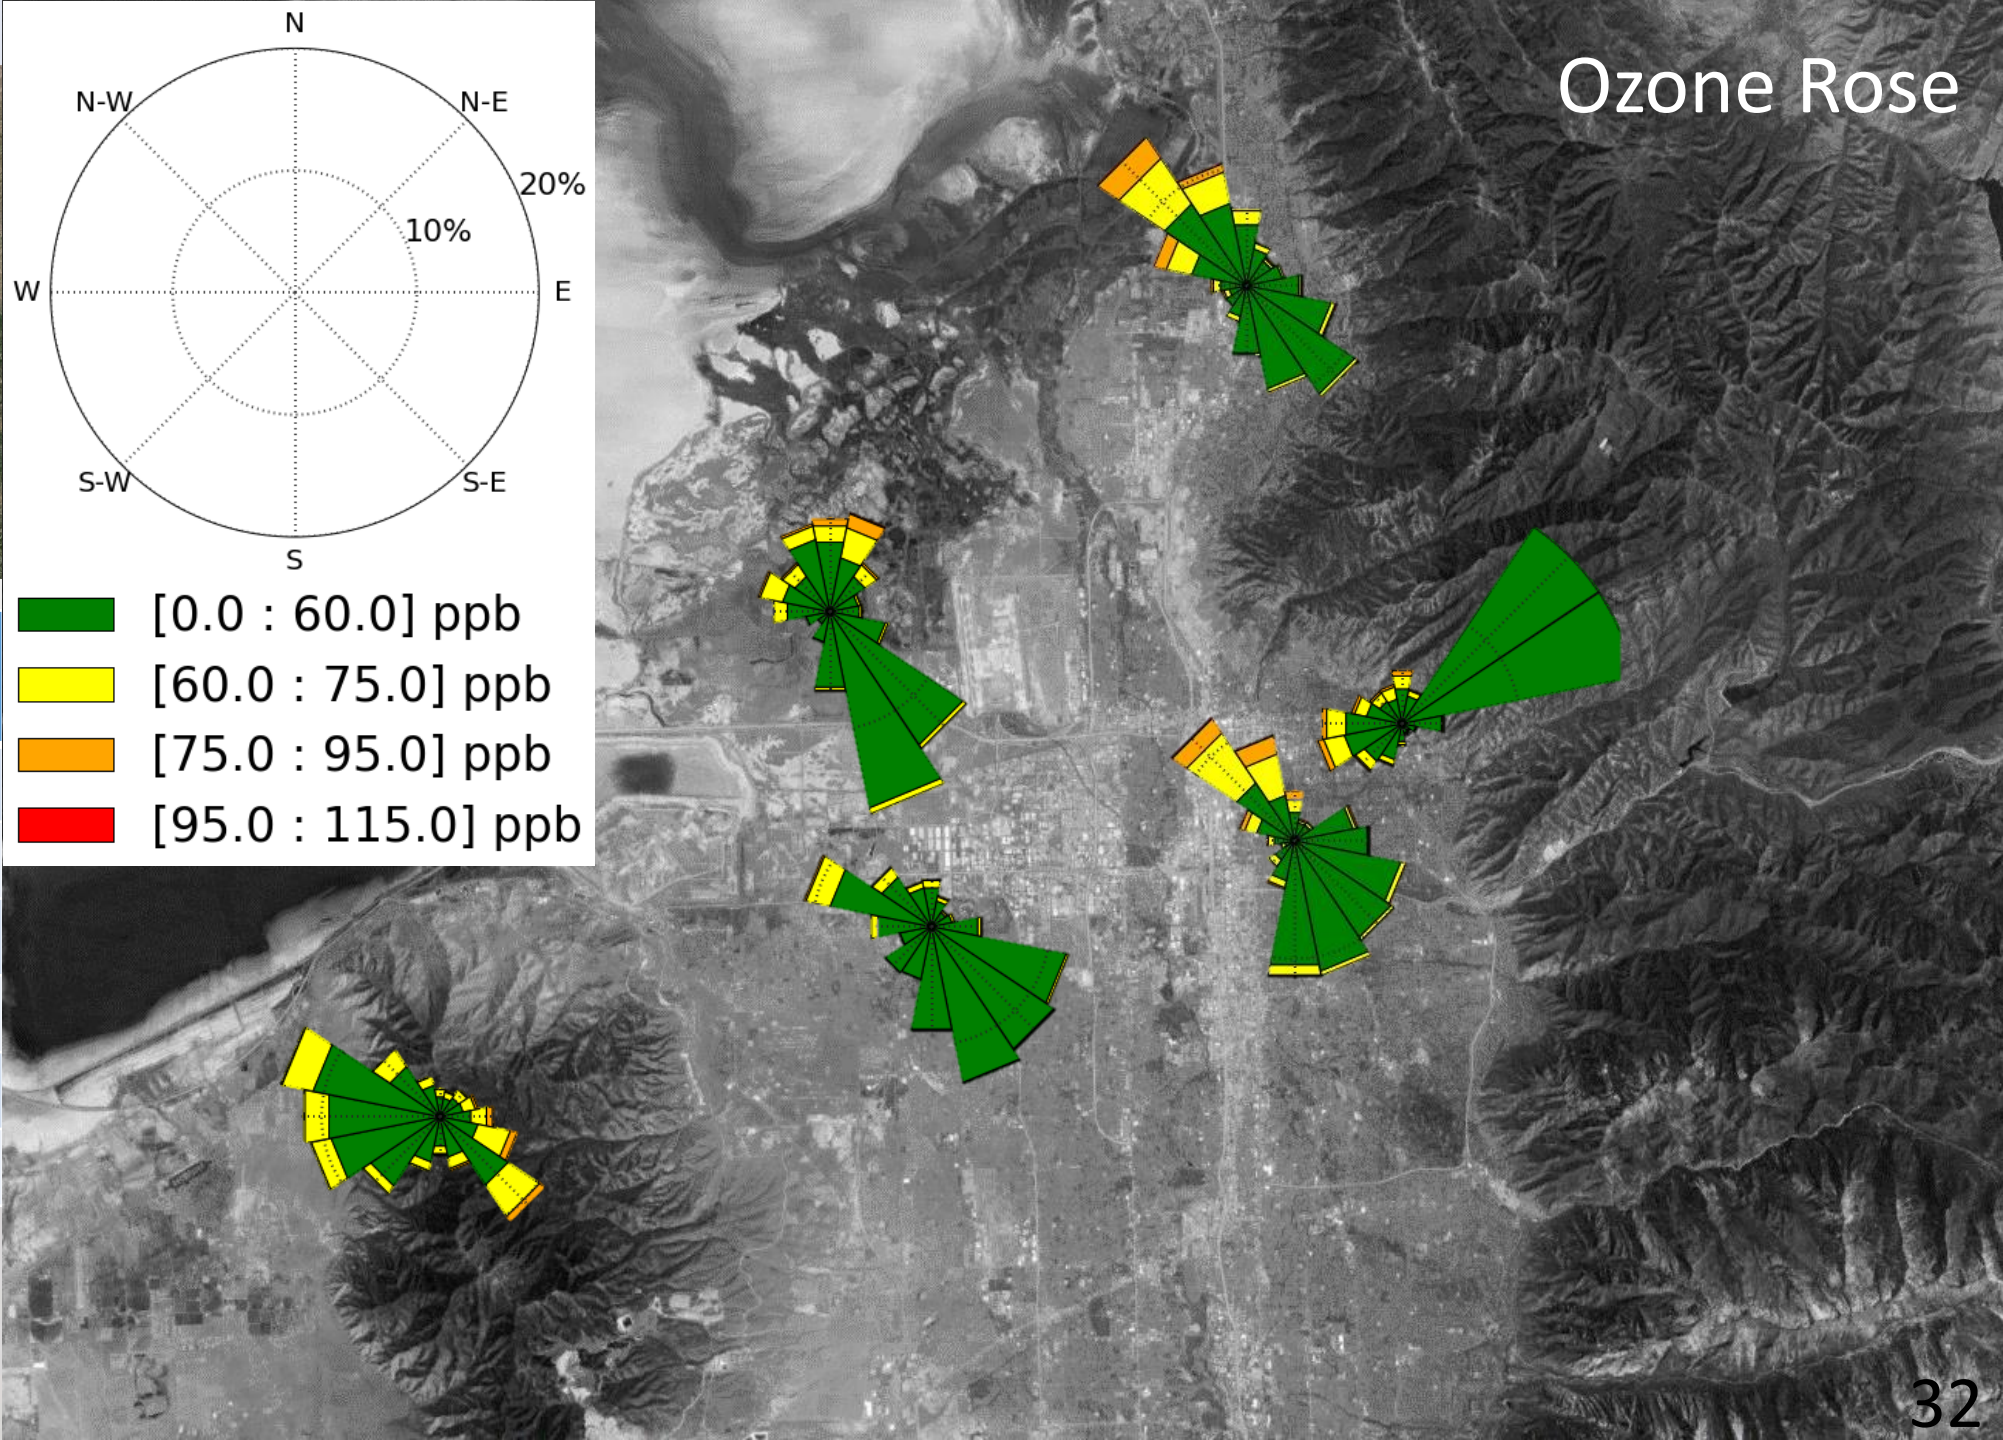 Ozone Rose
N
N-W
N-E
20%
10%
W
E
S-W
S-E
S
[0.0 : 60.0] ppb
[60.0 : 75.0] ppb
[75.0 : 95.0] ppb
[95.0 : 115.0] ppb
32